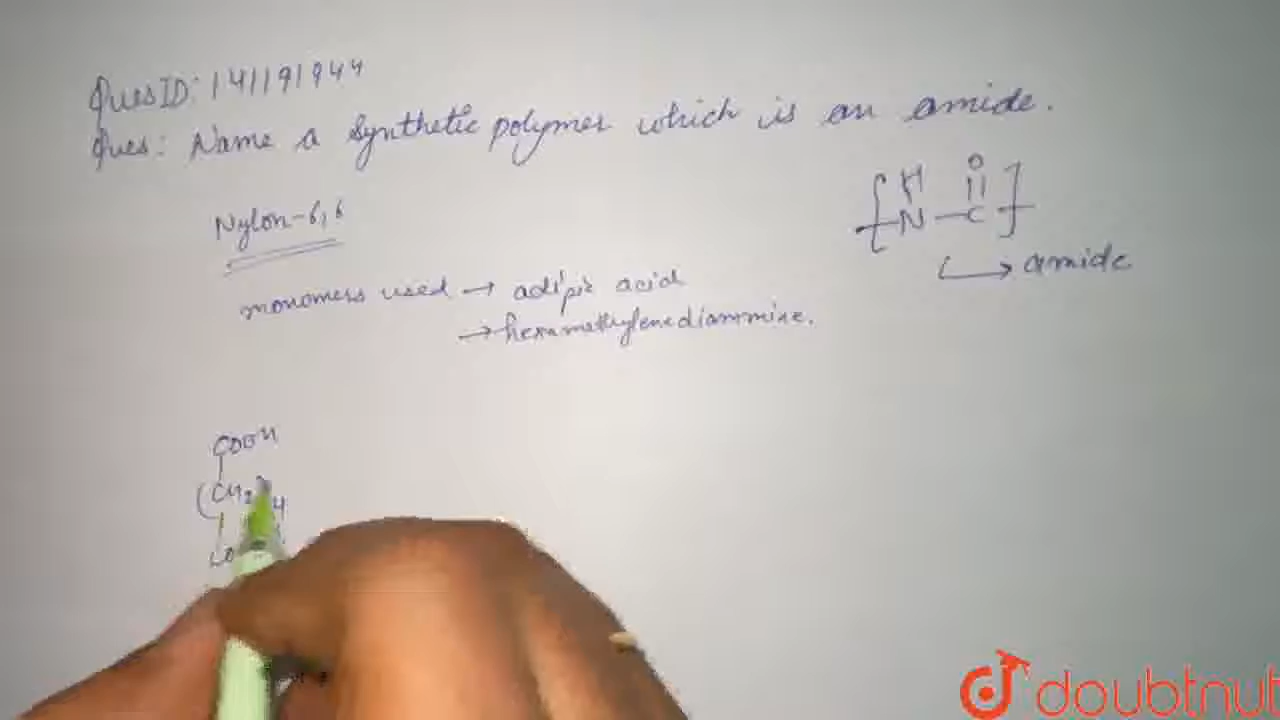 QuesID: 141191944
Ques: Name a Synthetic polymer which is an amide.
H O
N — C
→ amide
Nylon-6,6
monomers used → adipic acid
→ hexamethylenediammine.
COOH
(CH2)4
CO
doubtnut